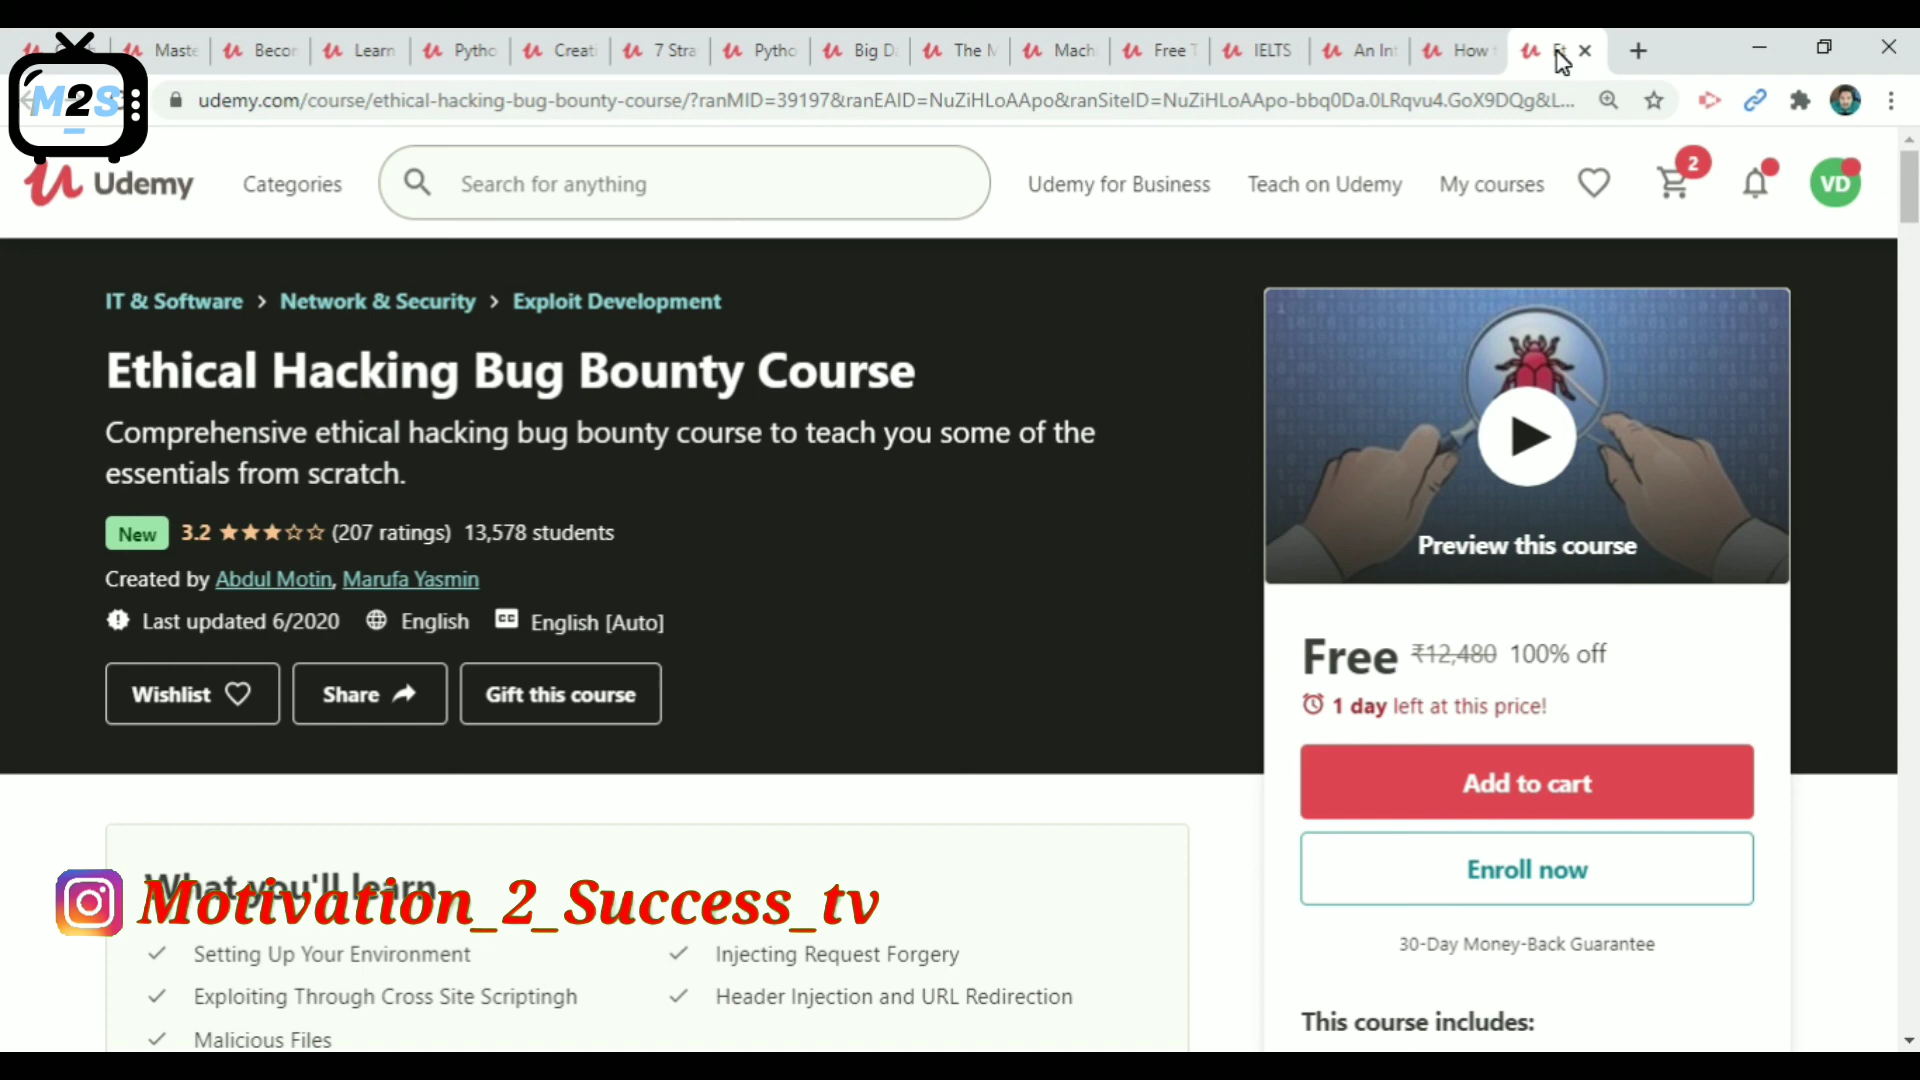 Maste
Becor
Learn
Pytho
Creati
7 Stra
Pytho
Big D
The M
Mach
Free T
IELTS
An In
How
M2S
udemy.com/course/ethical-hacking-bug-bounty-course/?ranMID=39197&ranEAID=NuZiHLoAApo&ranSiteID=NuZiHLoAApo-bbq0Da.0LRqvu4.GoX9DQg&L...
Udemy
Categories
Search for anything
Udemy for Business
Teach on Udemy
My courses
2
VD
IT & Software > Network & Security > Exploit Development
Ethical Hacking Bug Bounty Course
Comprehensive ethical hacking bug bounty course to teach you some of the
essentials from scratch.
New 3.2 (207 ratings) 13,578 students
Created by Abdul Motin, Marufa Yasmin
Last updated 6/2020 English CC English [Auto]
Wishlist
Share
Gift this course
Preview this course
Free ₹12,480 100% off
1 day left at this price!
Add to cart
Enroll now
30-Day Money-Back Guarantee
This course includes:
What you'll learn
Motivation_2_Success_tv
Setting Up Your Environment
Injecting Request Forgery
Exploiting Through Cross Site Scriptingh
Header Injection and URL Redirection
Malicious Files